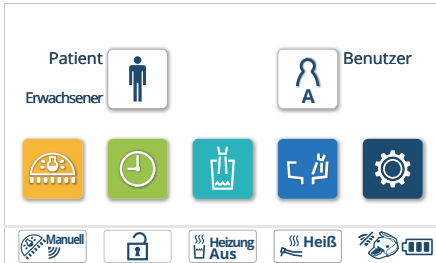 Patient
Benutzer
Erwachsener
A
Manuell
Heizung
Aus
Heiß